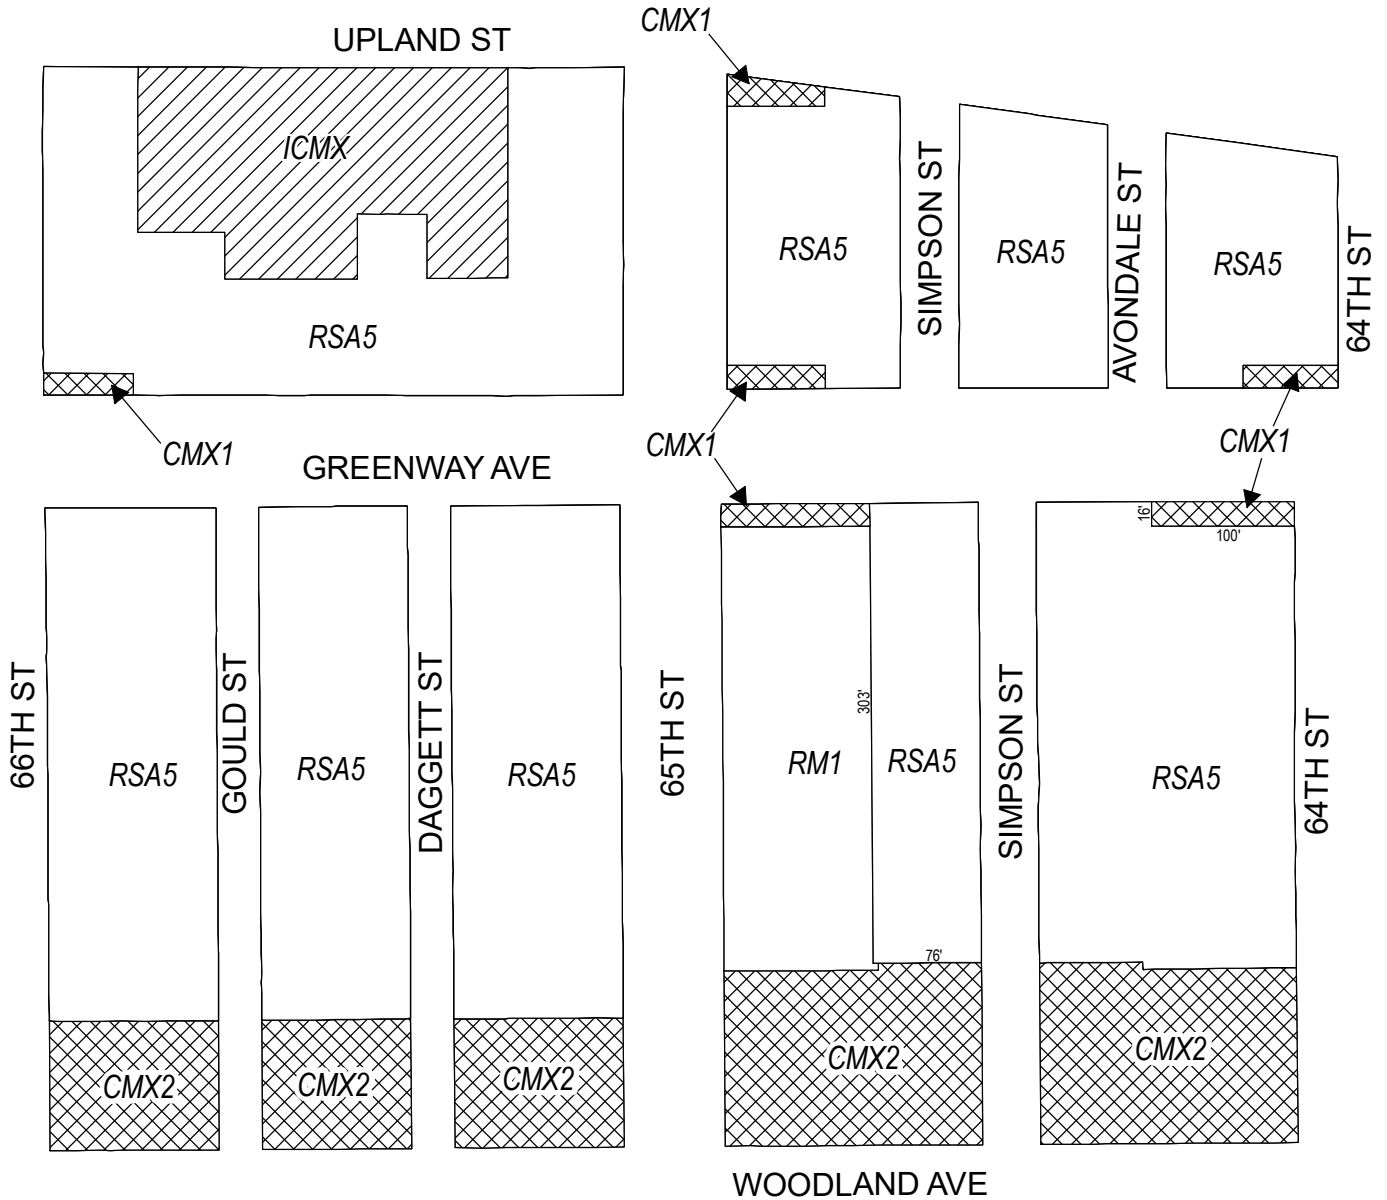 CMX1
UPLAND ST
ICMX
SIMPSON ST
AVONDALE ST
64TH ST
RSA5
RSA5
RSA5
RSA5
CMX1
CMX1
CMX1
GREENWAY AVE
16'
100'
66TH ST
GOULD ST
DAGGETT ST
65TH ST
303'
SIMPSON ST
64TH ST
RSA5
RSA5
RSA5
RM1
RSA5
RSA5
76'
CMX2
CMX2
CMX2
CMX2
CMX2
WOODLAND AVE